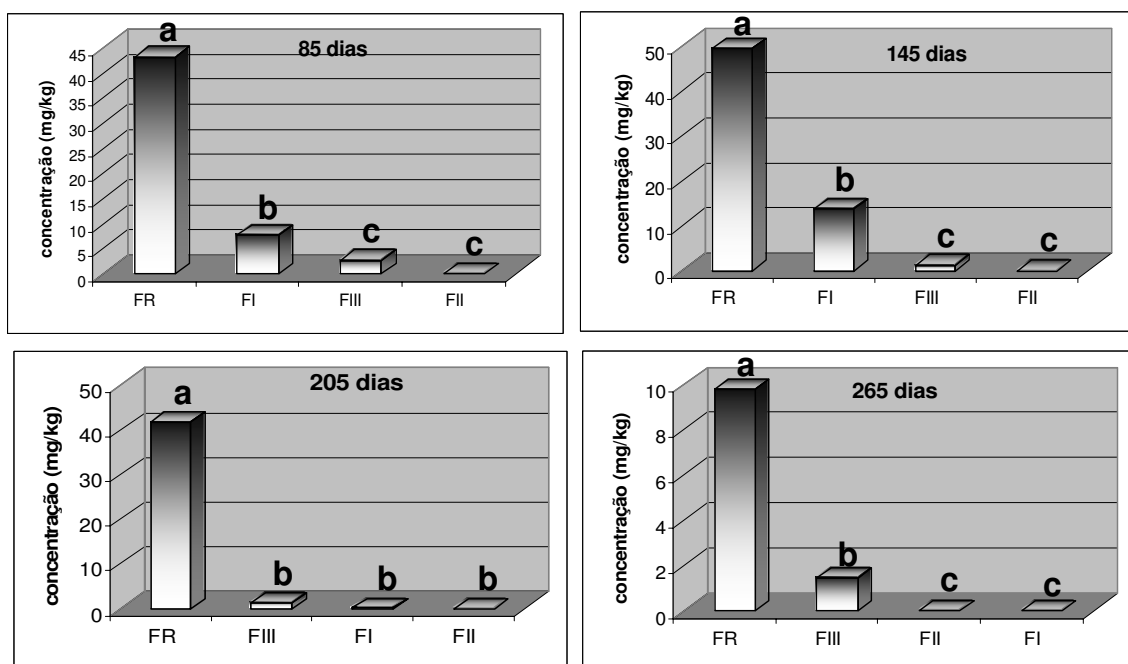 85 dias
concentração (mg/kg)
45
40
35
30
25
20
15
10
5
0
a
b
c
c
FR FI FIII FII
145 dias
concentração (mg/kg)
50
40
30
20
10
0
a
b
c
c
FR FI FIII FII
205 dias
concentração (mg/kg)
50
40
30
20
10
0
a
b
b
b
FR FIII FI FII
265 dias
concentração (mg/kg)
10
8
6
4
2
0
a
b
c
c
FR FIII FII FI